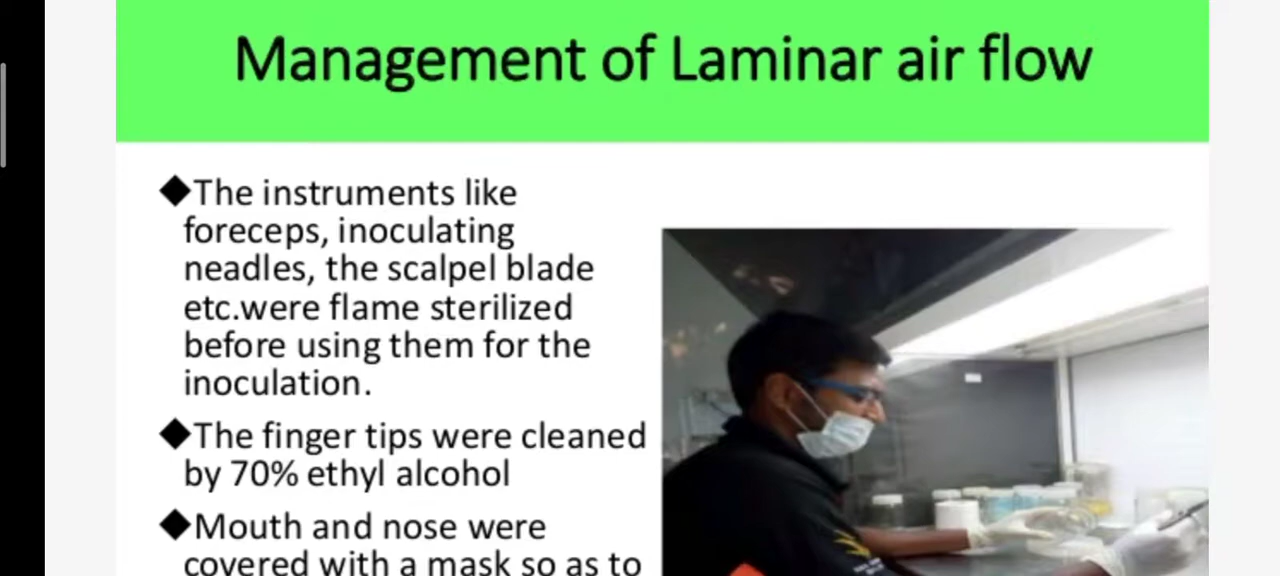 Management of Laminar air flow
◆The instruments like
foreceps, inoculating
neadles, the scalpel blade
etc.were flame sterilized
before using them for the
inoculation.
◆The finger tips were cleaned
by 70% ethyl alcohol
◆Mouth and nose were
covered with a mask so as to